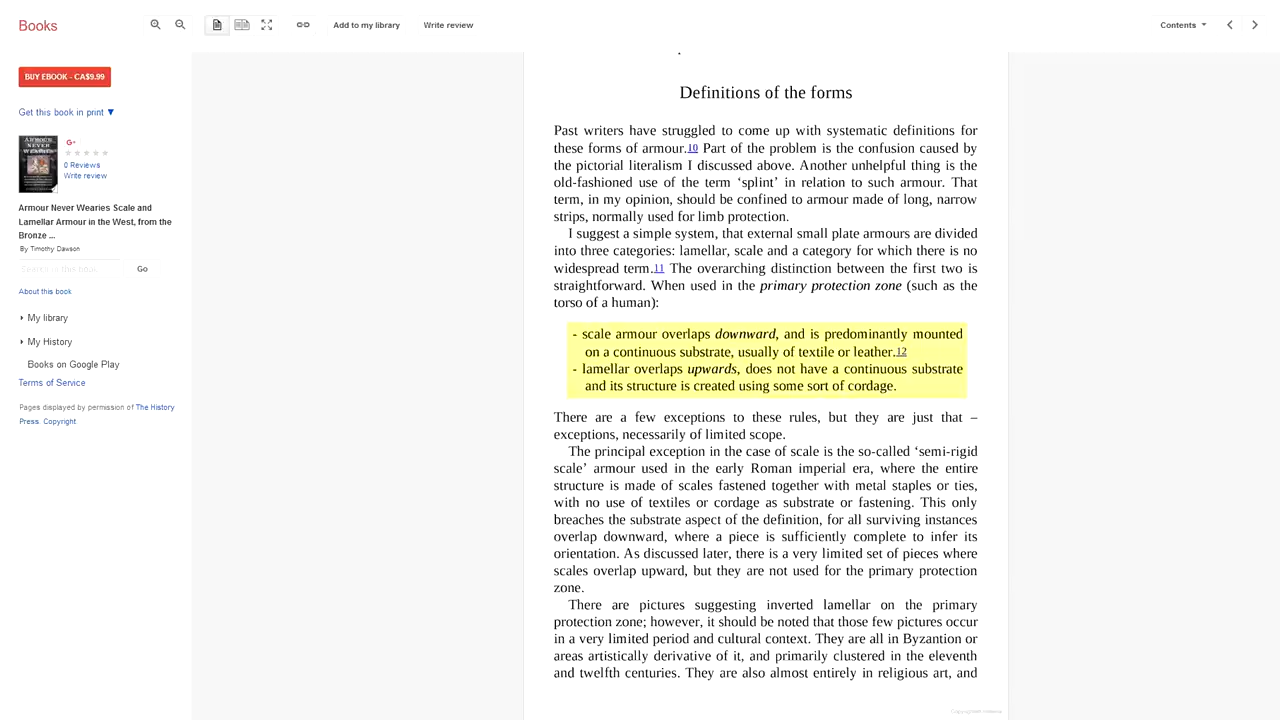 Books
Add to my library
Write review
Contents
BUY EBOOK - CA$9.99
Get this book in print ▼
G+
0 Reviews
Write review
Armour Never Wearies Scale and
Lamellar Armour in the West, from the
Bronze ...
By Timothy Dawson
Search in this book
Go
About this book
My library
My History
Books on Google Play
Terms of Service
Pages displayed by permission of The History
Press. Copyright
Definitions of the forms
Past writers have struggled to come up with systematic definitions for
these forms of armour.10 Part of the problem is the confusion caused by
the pictorial literalism I discussed above. Another unhelpful thing is the
old-fashioned use of the term ‘splint’ in relation to such armour. That
term, in my opinion, should be confined to armour made of long, narrow
strips, normally used for limb protection.
I suggest a simple system, that external small plate armours are divided
into three categories: lamellar, scale and a category for which there is no
widespread term.11 The overarching distinction between the first two is
straightforward. When used in the primary protection zone (such as the
torso of a human):
- scale armour overlaps downward, and is predominantly mounted
on a continuous substrate, usually of textile or leather.12
- lamellar overlaps upwards, does not have a continuous substrate
and its structure is created using some sort of cordage.
There are a few exceptions to these rules, but they are just that –
exceptions, necessarily of limited scope.
The principal exception in the case of scale is the so-called ‘semi-rigid
scale’ armour used in the early Roman imperial era, where the entire
structure is made of scales fastened together with metal staples or ties,
with no use of textiles or cordage as substrate or fastening. This only
breaches the substrate aspect of the definition, for all surviving instances
overlap downward, where a piece is sufficiently complete to infer its
orientation. As discussed later, there is a very limited set of pieces where
scales overlap upward, but they are not used for the primary protection
zone.
There are pictures suggesting inverted lamellar on the primary
protection zone; however, it should be noted that those few pictures occur
in a very limited period and cultural context. They are all in Byzantion or
areas artistically derivative of it, and primarily clustered in the eleventh
and twelfth centuries. They are also almost entirely in religious art, and